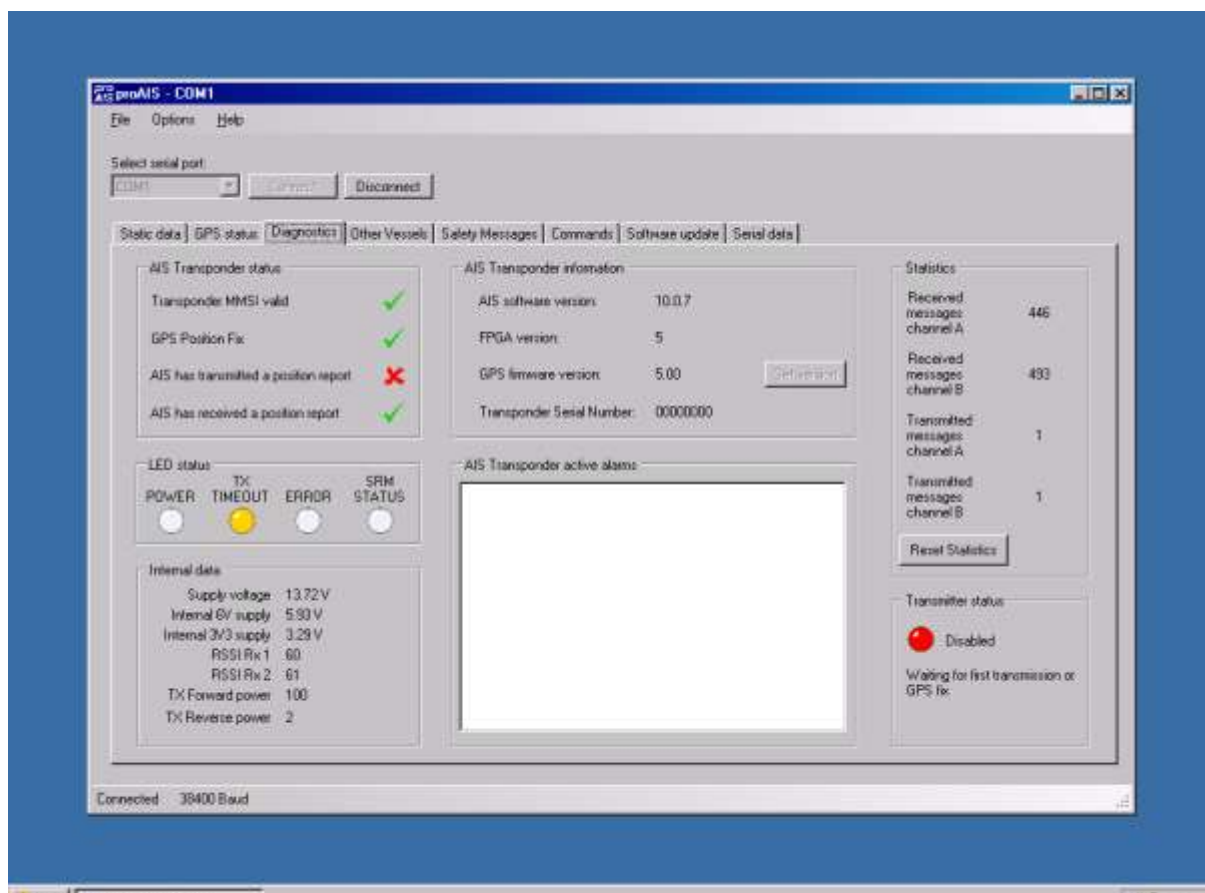 proAIS - COM1
File Options Help
Select serial port:
COM1 Connect Disconnect
Static data GPS status Diagnostics Other Vessels Safety Messages Commands Software update Serial data
AIS Transponder status
Transponder MMSI valid
GPS Position Fix
AIS has transmitted a position report
AIS has received a position report
LED status
POWER
TX
TIMEOUT
ERROR
SRM
STATUS
Internal data
Supply voltage 13.72 V
Internal 6V supply 5.93 V
Internal 3V3 supply 3.29 V
RSSI Rx 1 60
RSSI Rx 2 61
TX Forward power 100
TX Reverse power 2
AIS Transponder information
AIS software version: 10.0.7
FPGA version: 5
GPS firmware version: 5.00 Get version
Transponder Serial Number: 00000000
AIS Transponder active alarms
Statistics
Received
messages
channel A
446
Received
messages
channel B
493
Transmitted
messages
channel A
1
Transmitted
messages
channel B
1
Reset Statistics
Transmitter status
Disabled
Waiting for first transmission or
GPS fix
Connected 38400 Baud